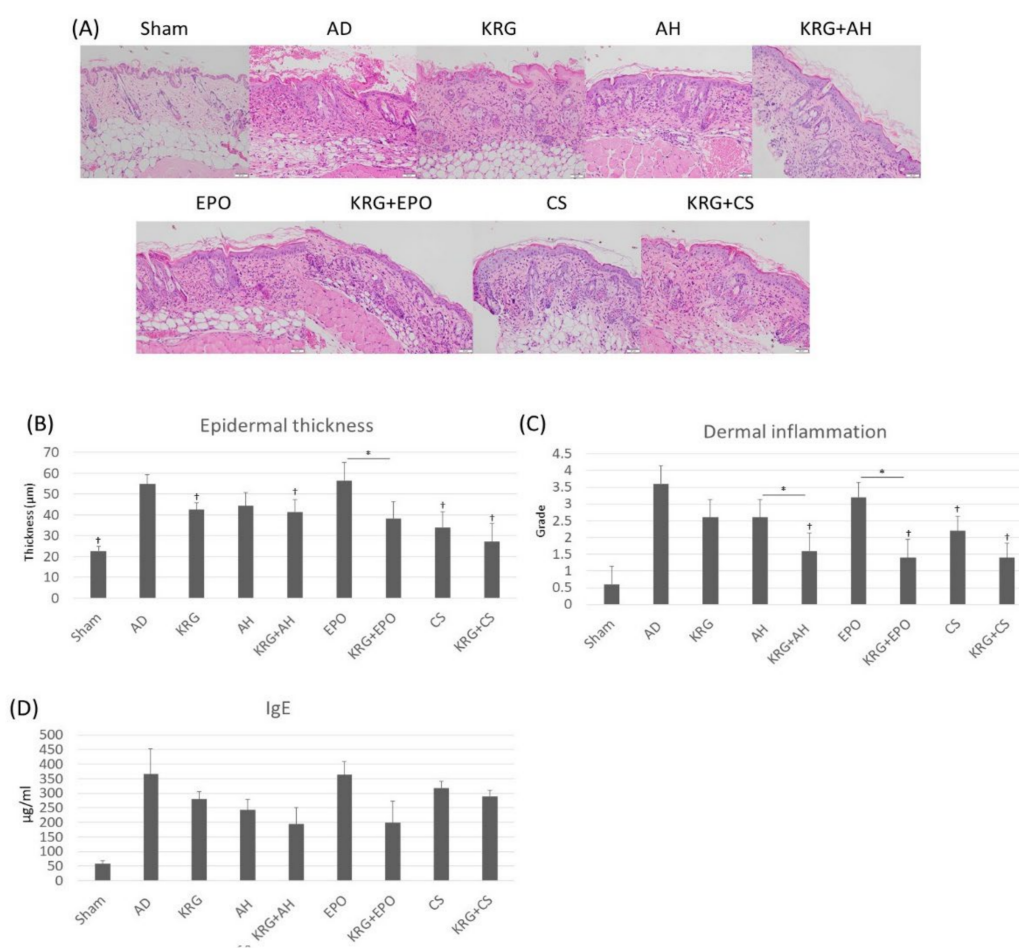 (A) Sham AD KRG AH KRG+AH
EPO KRG+EPO CS KRG+CS
(B) Epidermal thickness
Thickness (µm)
70
60
50
40
30
20
10
0
† † † * † †
Sham AD KRG AH KRG+AH EPO KRG+EPO CS KRG+CS
(C) Dermal inflammation
Grade
4.5
4
3.5
3
2.5
2
1.5
1
0.5
0
* † * † † †
Sham AD KRG AH KRG+AH EPO KRG+EPO CS KRG+CS
(D) IgE
µg/ml
500
450
400
350
300
250
200
150
100
50
0
Sham AD KRG AH KRG+AH EPO KRG+EPO CS KRG+CS